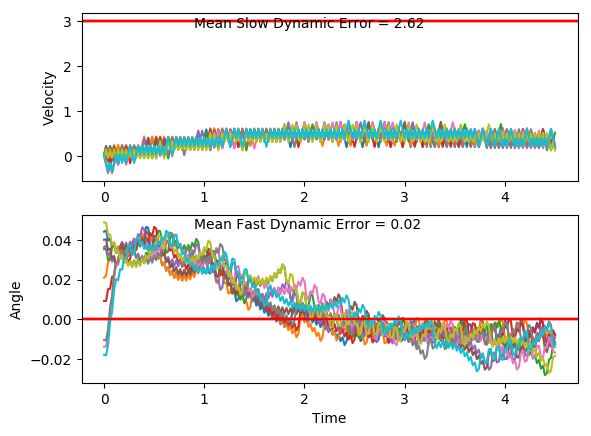 Mean Slow Dynamic Error = 2.62
3
2
1
0
Velocity
0 1 2 3 4
Mean Fast Dynamic Error = 0.02
0.04
0.02
0.00
−0.02
Angle
0 1 2 3 4
Time